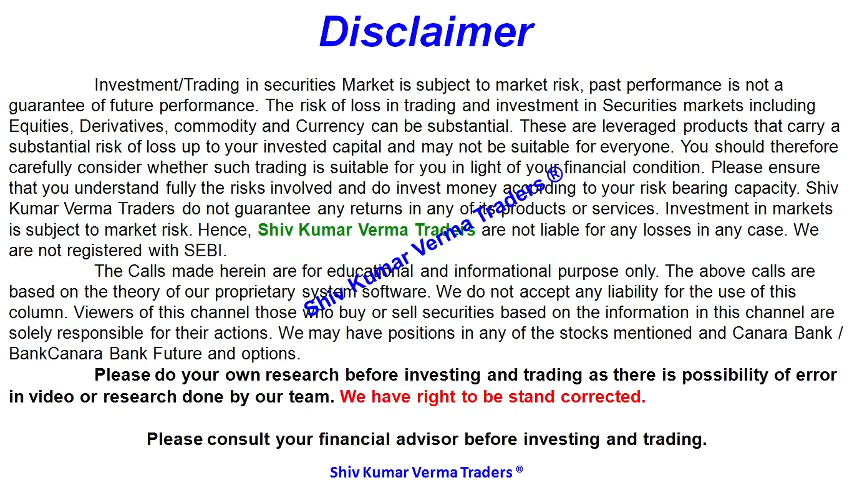 Disclaimer
Investment/Trading in securities Market is subject to market risk, past performance is not a
guarantee of future performance. The risk of loss in trading and investment in Securities markets including
Equities, Derivatives, commodity and Currency can be substantial. These are leveraged products that carry a
substantial risk of loss up to your invested capital and may not be suitable for everyone. You should therefore
carefully consider whether such trading is suitable for you in light of your financial condition. Please ensure
that you understand fully the risks involved and do invest money according to your risk bearing capacity. Shiv
Kumar Verma Traders do not guarantee any returns in any of its products or services. Investment in markets
is subject to market risk. Hence, Shiv Kumar Verma Traders are not liable for any losses in any case. We
are not registered with SEBI.
The Calls made herein are for educational and informational purpose only. The above calls are
based on the theory of our proprietary system software. We do not accept any liability for the use of this
column. Viewers of this channel those who buy or sell securities based on the information in this channel are
solely responsible for their actions. We may have positions in any of the stocks mentioned and Canara Bank /
BankCanara Bank Future and options.
Please do your own research before investing and trading as there is possibility of error
in video or research done by our team. We have right to be stand corrected.
Please consult your financial advisor before investing and trading.
Shiv Kumar Verma Traders ®
Shiv Kumar Verma Traders ®